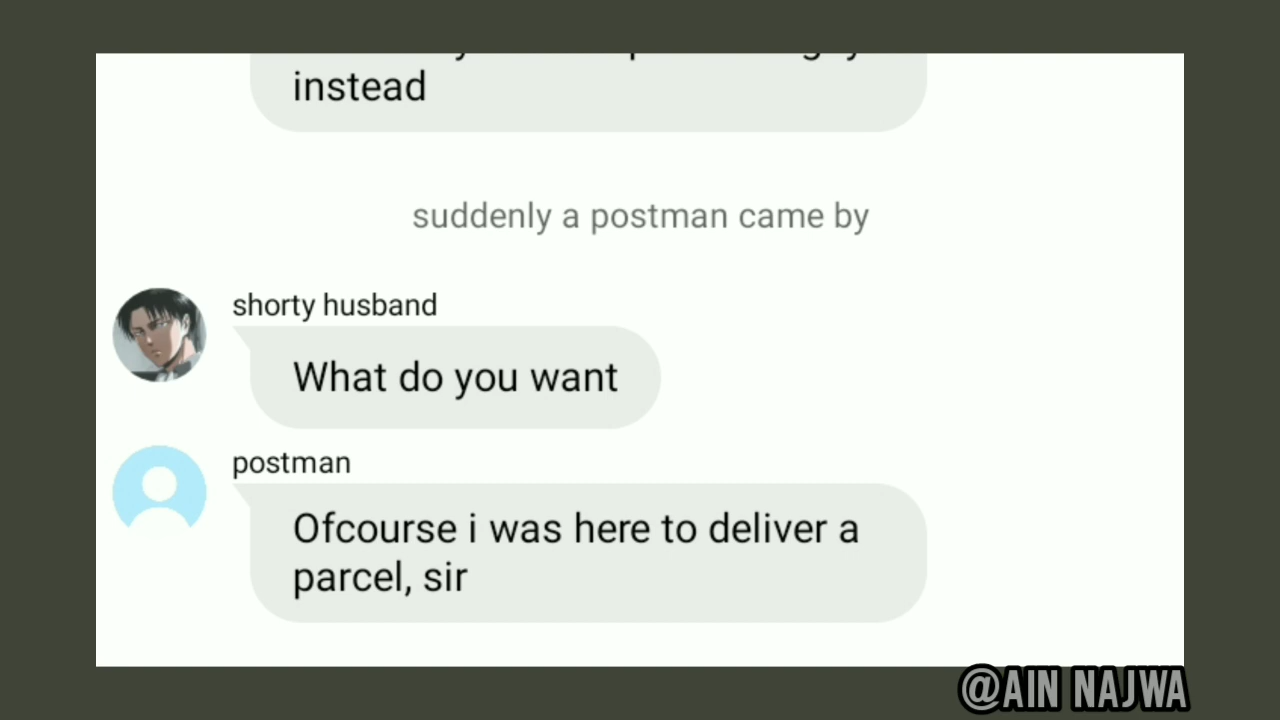 instead
suddenly a postman came by
shorty husband
What do you want
postman
Ofcourse i was here to deliver a
parcel, sir
@AIN NAJWA